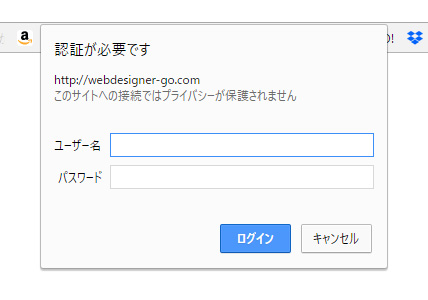 認証が必要です
http://webdesigner-go.com
このサイトへの接続ではプライバシーが保護されません
ユーザー名
パスワード
ログイン
キャンセル